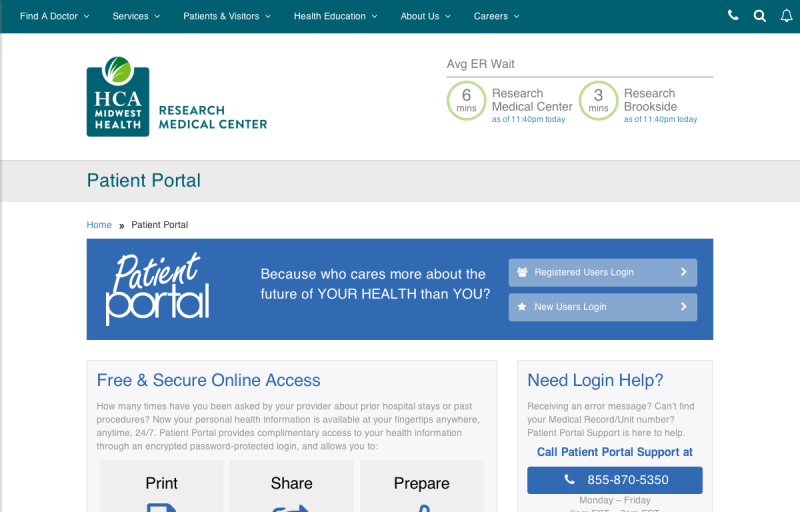 Find A Doctor
Services
Patients & Visitors
Health Education
About Us
Careers
HCA
MIDWEST
HEALTH
RESEARCH
MEDICAL CENTER
Avg ER Wait
6
mins
Research
Medical Center
as of 11:40pm today
3
mins
Research
Brookside
as of 11:40pm today
Patient Portal
Home » Patient Portal
Patient
portal
Because who cares more about the
future of YOUR HEALTH than YOU?
Registered Users Login
New Users Login
Free & Secure Online Access
How many times have you been asked by your provider about prior hospital stays or past
procedures? Now your personal health information is available at your fingertips anywhere,
anytime, 24/7. Patient Portal provides complimentary access to your health information
through an encrypted password-protected login, and allows you to:
Print
Share
Prepare
Need Login Help?
Receiving an error message? Can't find
your Medical Record/Unit number?
Patient Portal Support is here to help.
Call Patient Portal Support at
855-870-5350
Monday – Friday